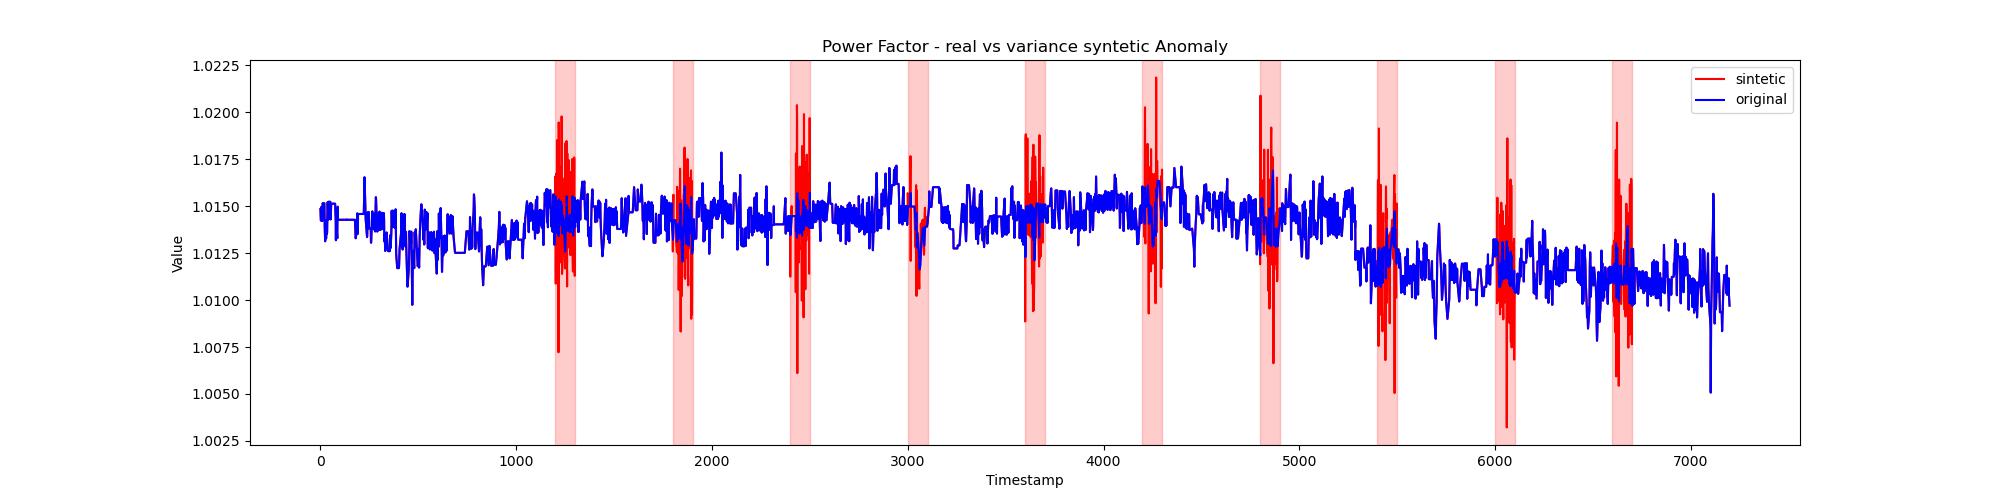 Power Factor - real vs variance syntetic Anomaly
1.0225
1.0200
1.0175
1.0150
1.0125
1.0100
1.0075
1.0050
1.0025
Value
sintetic
original
0 1000 2000 3000 4000 5000 6000 7000
Timestamp